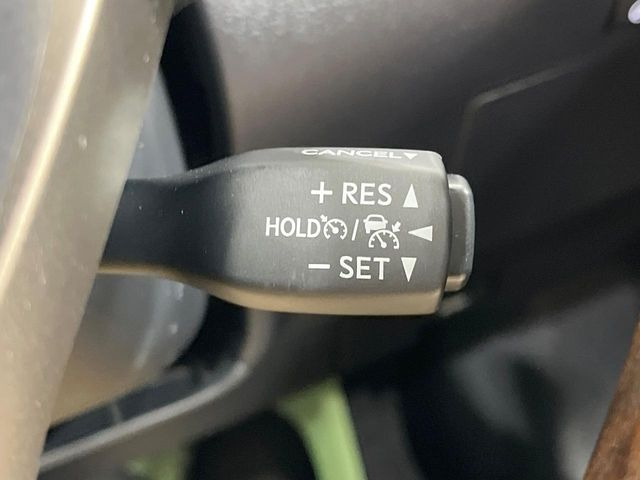 CANCEL▼
+ RES ▲
HOLD / ◀
− SET ▼